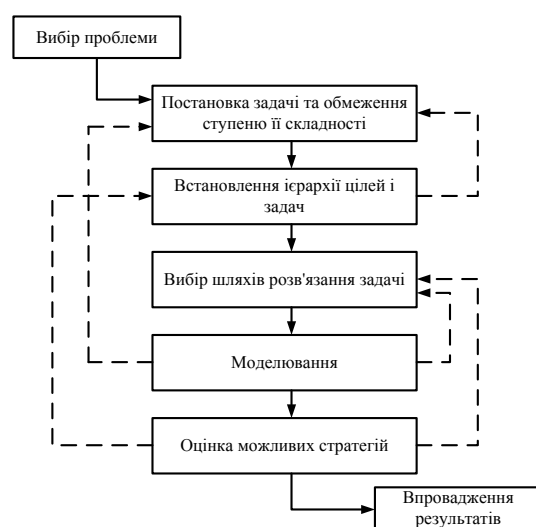 Вибір проблеми
Постановка задачі та обмеження
ступеню її складності
Встановлення ієрархії цілей і
задач
Вибір шляхів розв'язання задачі
Моделювання
Оцінка можливих стратегій
Впровадження
результатів